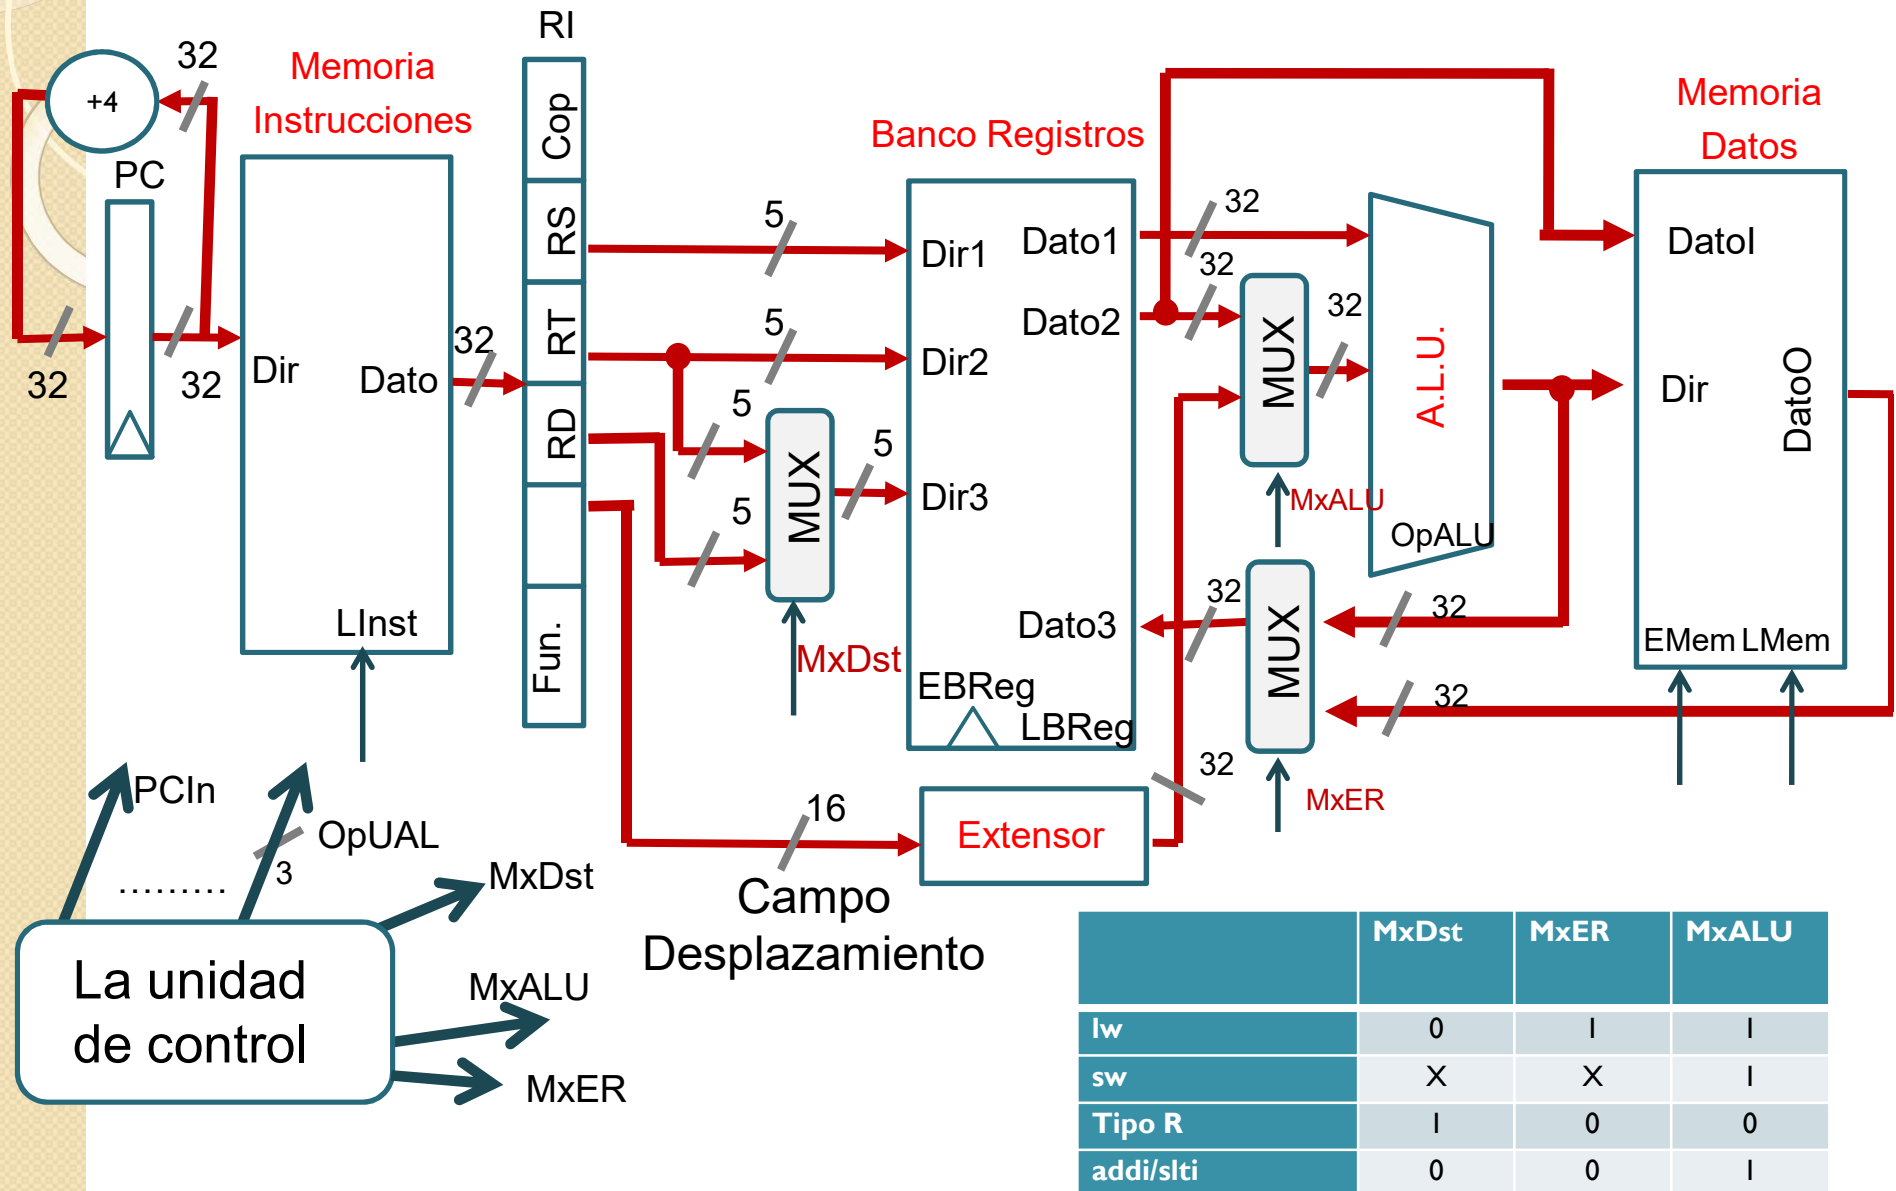 RI
32
Memoria
Instrucciones
+4
PC
Cop
RS
RT
RD
Fun.
Banco Registros
Memoria
Datos
5
Dir1
Dato1
32
DatoI
32
5
Dir2
Dato2
32
MUX
A.L.U.
Dir
DatoO
32
32
Dir
Dato
32
5
MUX
5
5
Dir3
MxALU
OpALU
LInst
MxDst
Dato3
32
MUX
32
EMem
LMem
EBReg
LBReg
32
32
MxER
PCIn
OpUAL
3
.........
16
Extensor
MxDst
Campo
Desplazamiento
La unidad
de control
MxALU
MxER
MxDst MxER MxALU
lw 0 1 1
sw X X 1
Tipo R 1 0 0
addi/slti 0 0 1